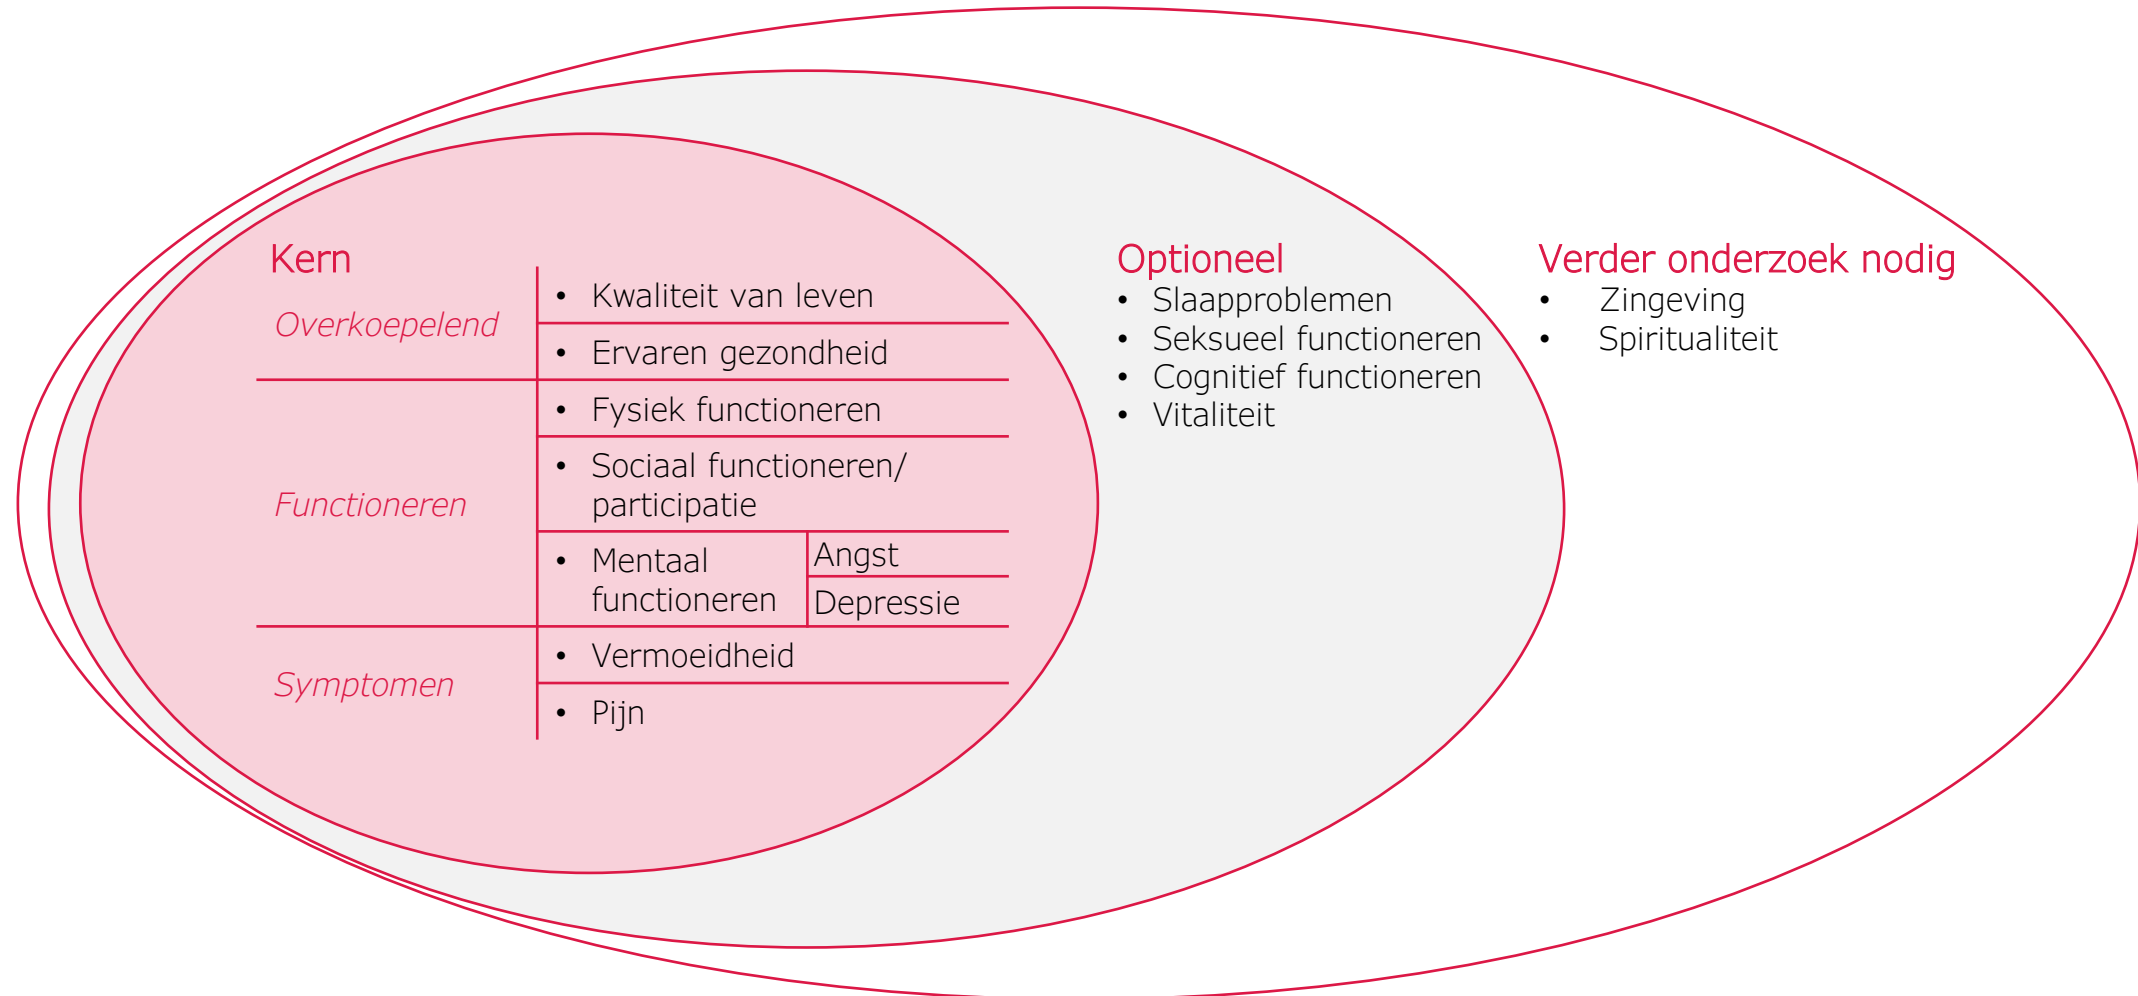 Kern
Overkoepelend
• Kwaliteit van leven
• Ervaren gezondheid
Functioneren
• Fysiek functioneren
• Sociaal functioneren/
participatie
• Mentaal
functioneren
Angst
Depressie
Symptomen
• Vermoeidheid
• Pijn
Optioneel
• Slaapproblemen
• Seksueel functioneren
• Cognitief functioneren
• Vitaliteit
Verder onderzoek nodig
• Zingeving
• Spiritualiteit